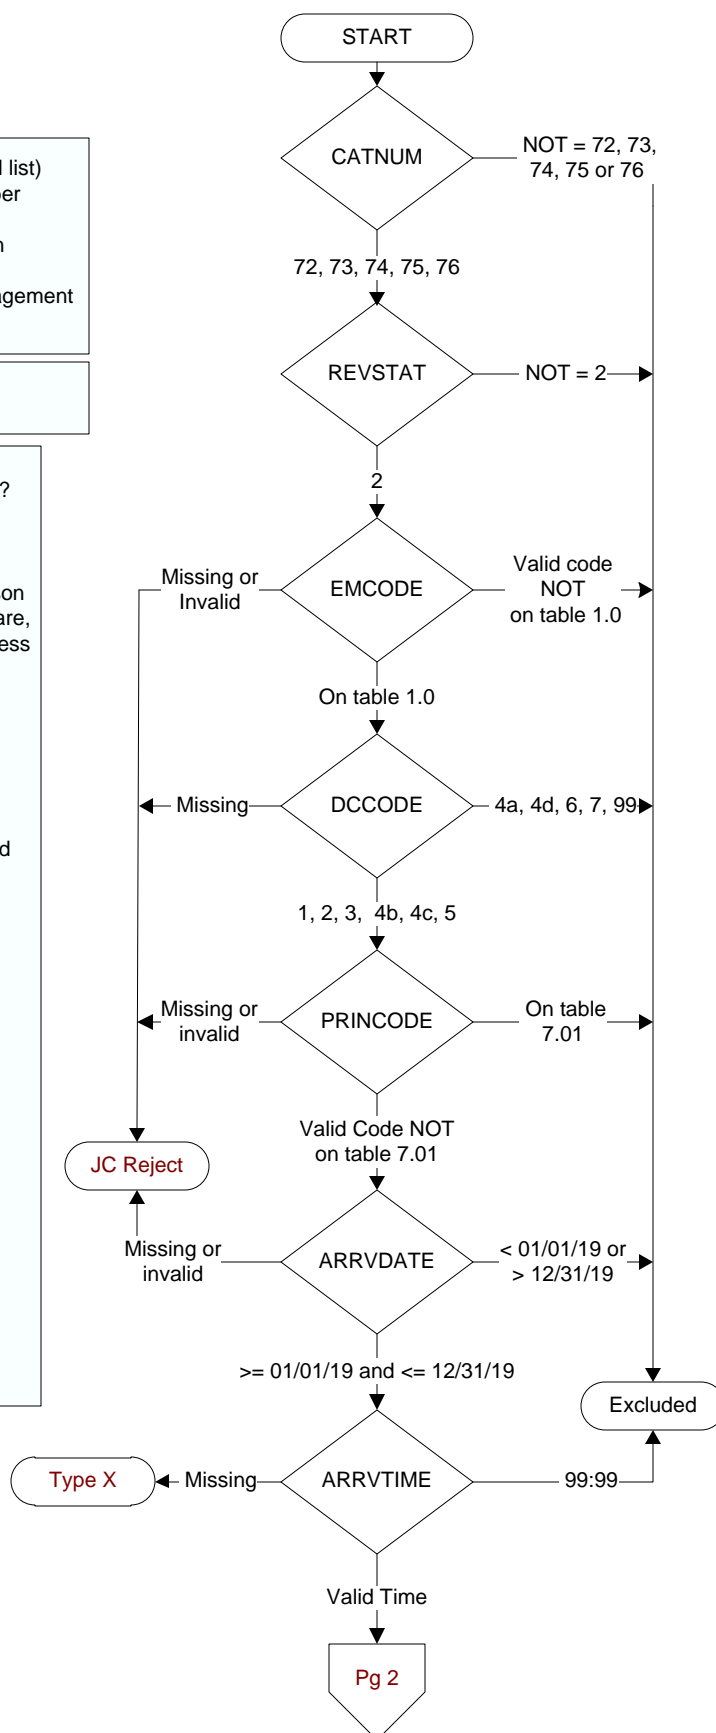 START
CATNUM
NOT = 72, 73,
74, 75 or 76
list)
72, 73, 74, 75, 76
REVSTAT
NOT = 2
2
?
EMCODE
Missing or
Invalid
Valid code
NOT
on table 1.0
On table 1.0
DCCODE
Missing
4a, 4d, 6, 7, 99
1, 2, 3, 4b, 4c, 5
PRINCODE
Missing or
invalid
On table
7.01
Valid Code NOT
on table 7.01
JC Reject
ARRVDATE
Missing or
invalid
< 01/01/19 or
> 12/31/19
>= 01/01/19 and <= 12/31/19
Excluded
ARRVTIME
Missing
Type X
99:99
Valid Time
Pg 2